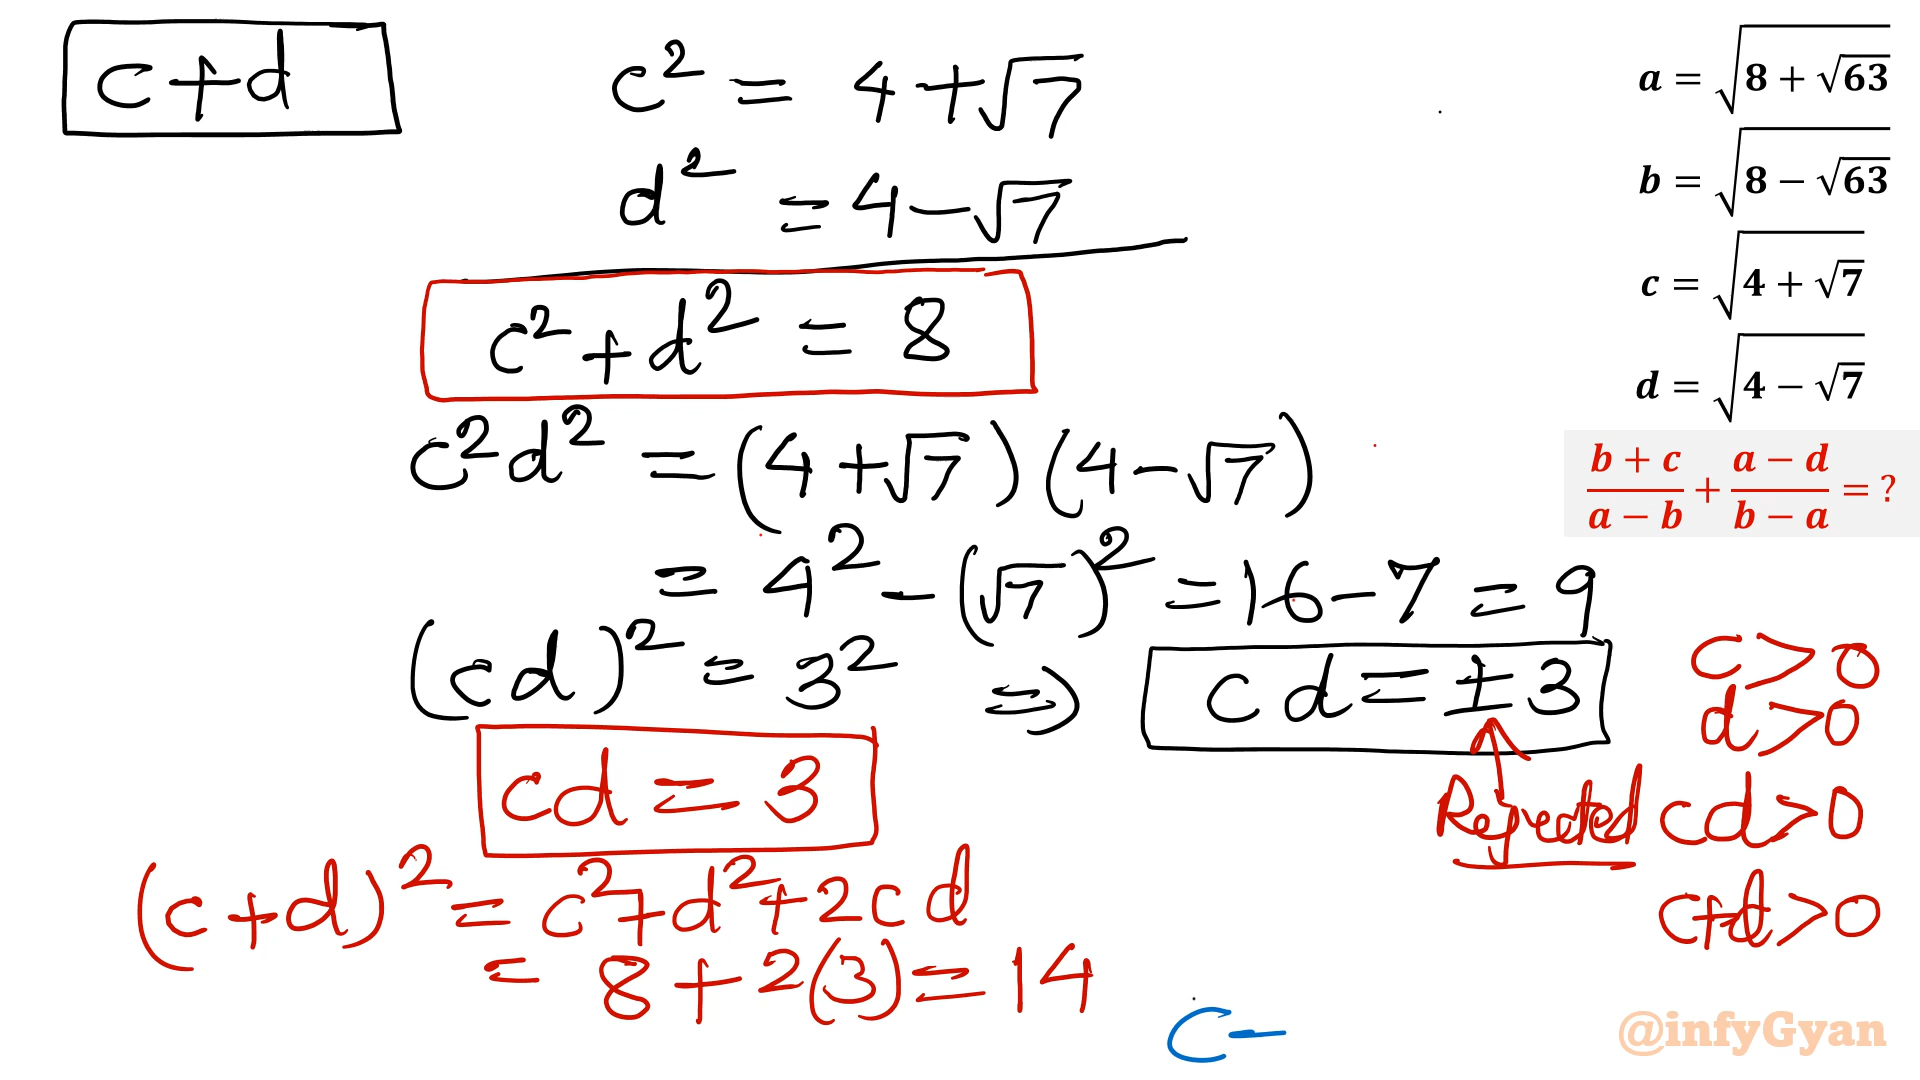 c+d
c² = 4+√7
d² = 4-√7
c²+d² = 8
c²d² = (4+√7)(4-√7)
= 4² - (√7)² = 16-7 = 9
(cd)² = 3² ⇒ cd = ±3
cd = 3
Rejected
(c+d)² = c²+d²+2cd
= 8+2(3) = 14
c-
c>0
d>0
cd>0
c+d>0
a = √(8 + √63)
b = √(8 − √63)
c = √(4 + √7)
d = √(4 − √7)
(b + c)/(a − b) + (a − d)/(b − a) = ?
@infyGyan